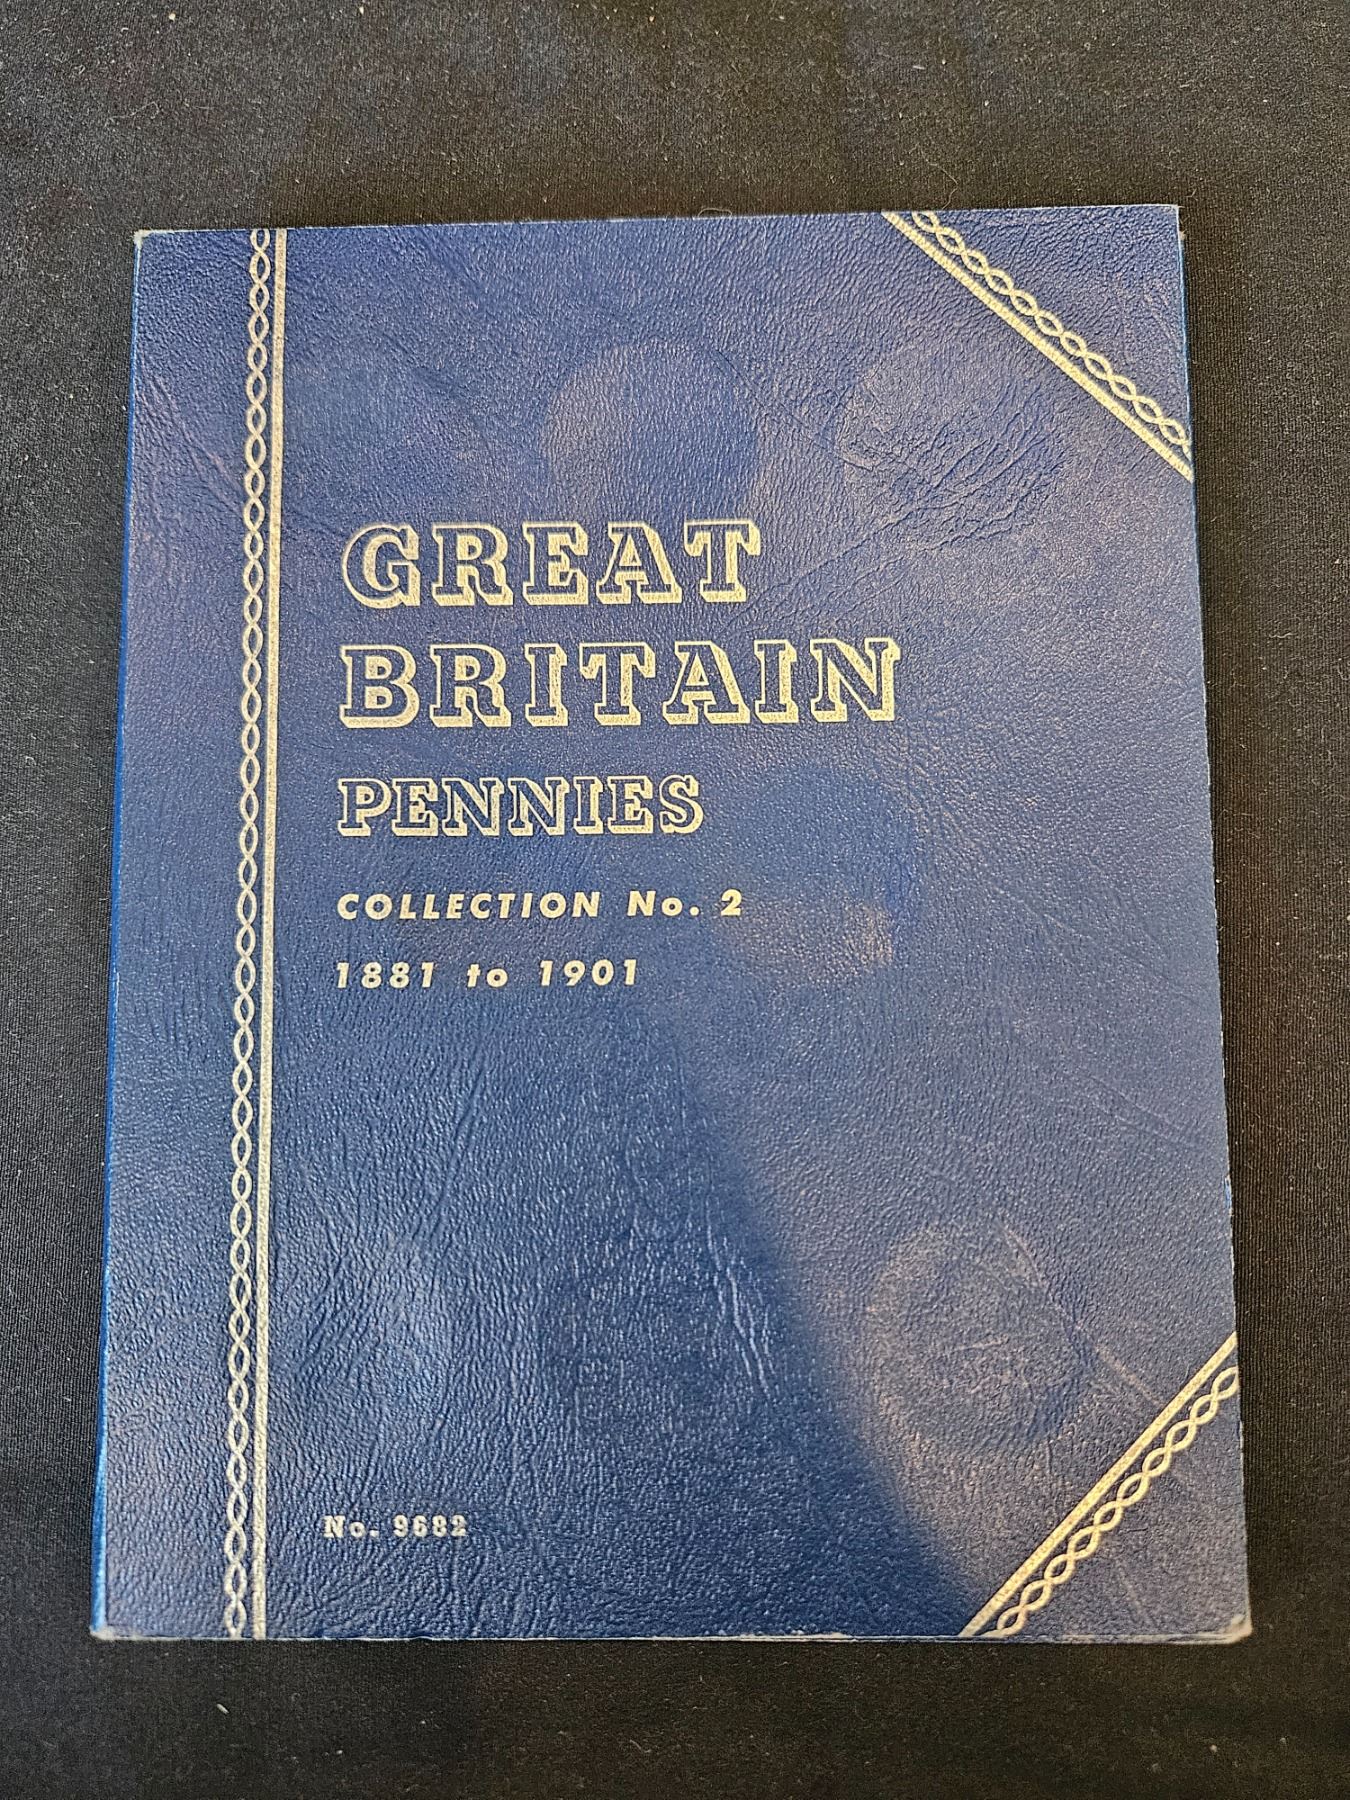 GREAT
BRITAIN
PENNIES
COLLECTION No. 2
1881 to 1901
No. 9682